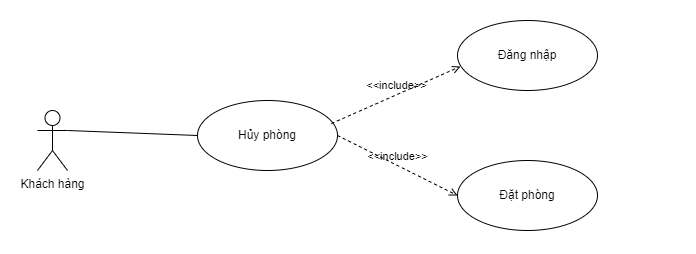 Đăng nhập
<<include>>
Hủy phòng
<<include>>
Khách hàng
Đặt phòng